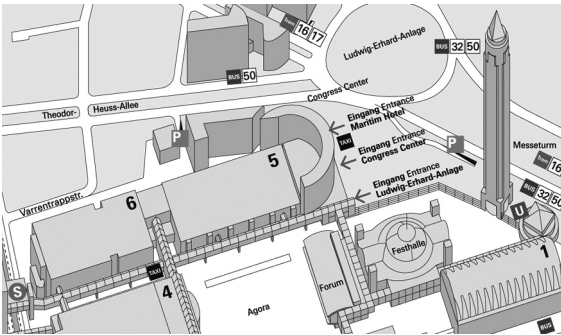 Tram 16 17
Ludwig-Erhard-Anlage
BUS 32 50
BUS 50
Congress Center
Theodor-Heuss-Allee
Eingang Entrance
Maritim Hotel
P
TAXI
Eingang Entrance
Congress Center
P
Messeturm
Tram 16
5
Eingang Entrance
Ludwig-Erhard-Anlage
BUS 32 50
Varrentrappstr.
6
U
Festhalle
1
S
TAXI
4
Forum
Agora
BUS